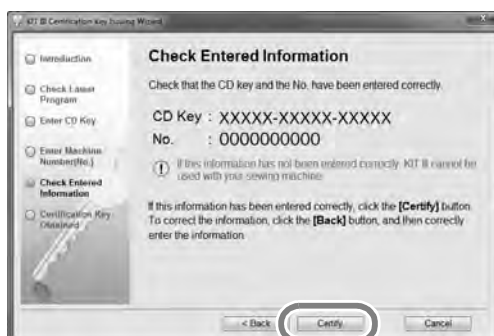 KIT III Certification Key Issuing Wizard
Introduction
Check Latest
Program
Enter CD Key
Enter Machine
Number(No.)
Check Entered
Information
Certification Key
Obtained
Check Entered Information
Check that the CD key and the No. have been entered correctly.
CD Key : XXXXX-XXXXX-XXXXX
No. : 0000000000
If this information has not been entered correctly, KIT III cannot be
used with your sewing machine.
If this information has been entered correctly, click the [Certify] button.
To correct the information, click the [Back] button, and then correctly
enter the information.
< Back
Certify
Cancel